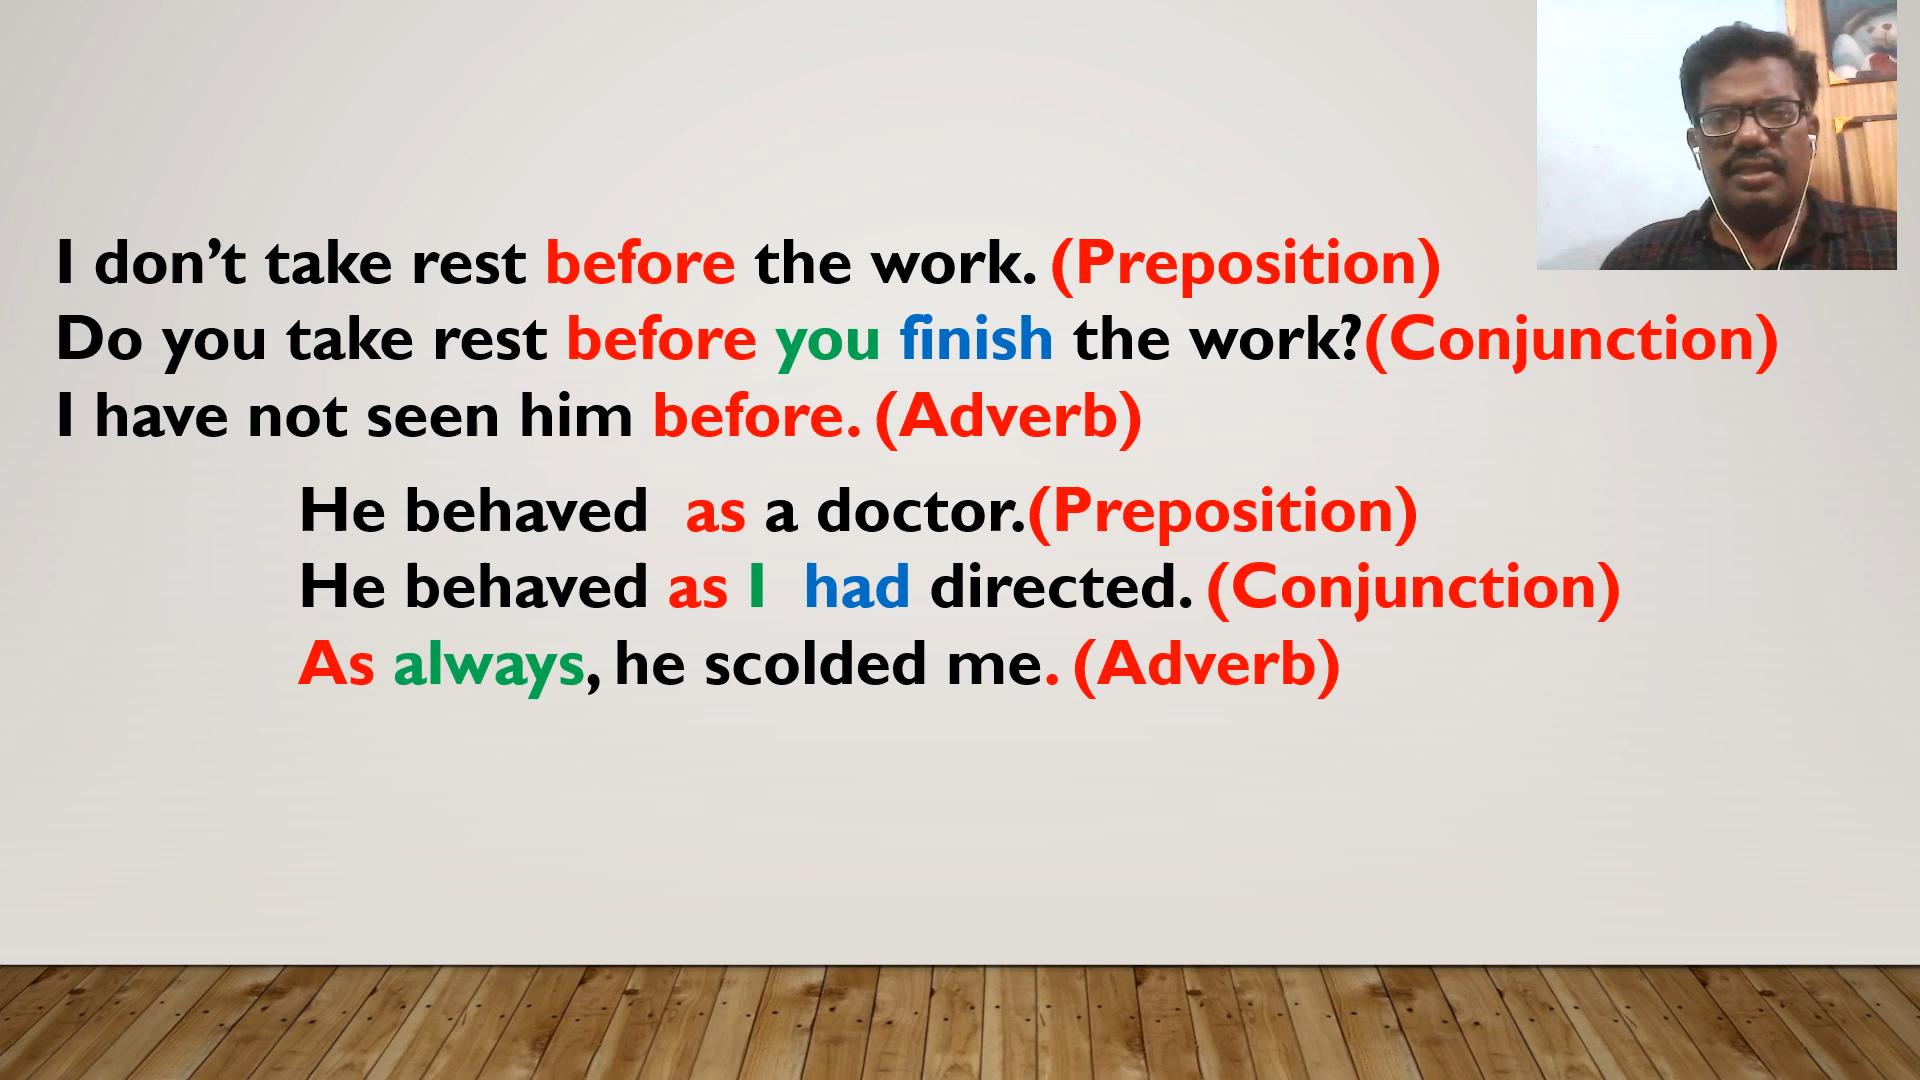 I don’t take rest before the work. (Preposition)
Do you take rest before you finish the work?(Conjunction)
I have not seen him before. (Adverb)
He behaved  as a doctor.(Preposition)
He behaved as I  had directed. (Conjunction)
As always, he scolded me. (Adverb)